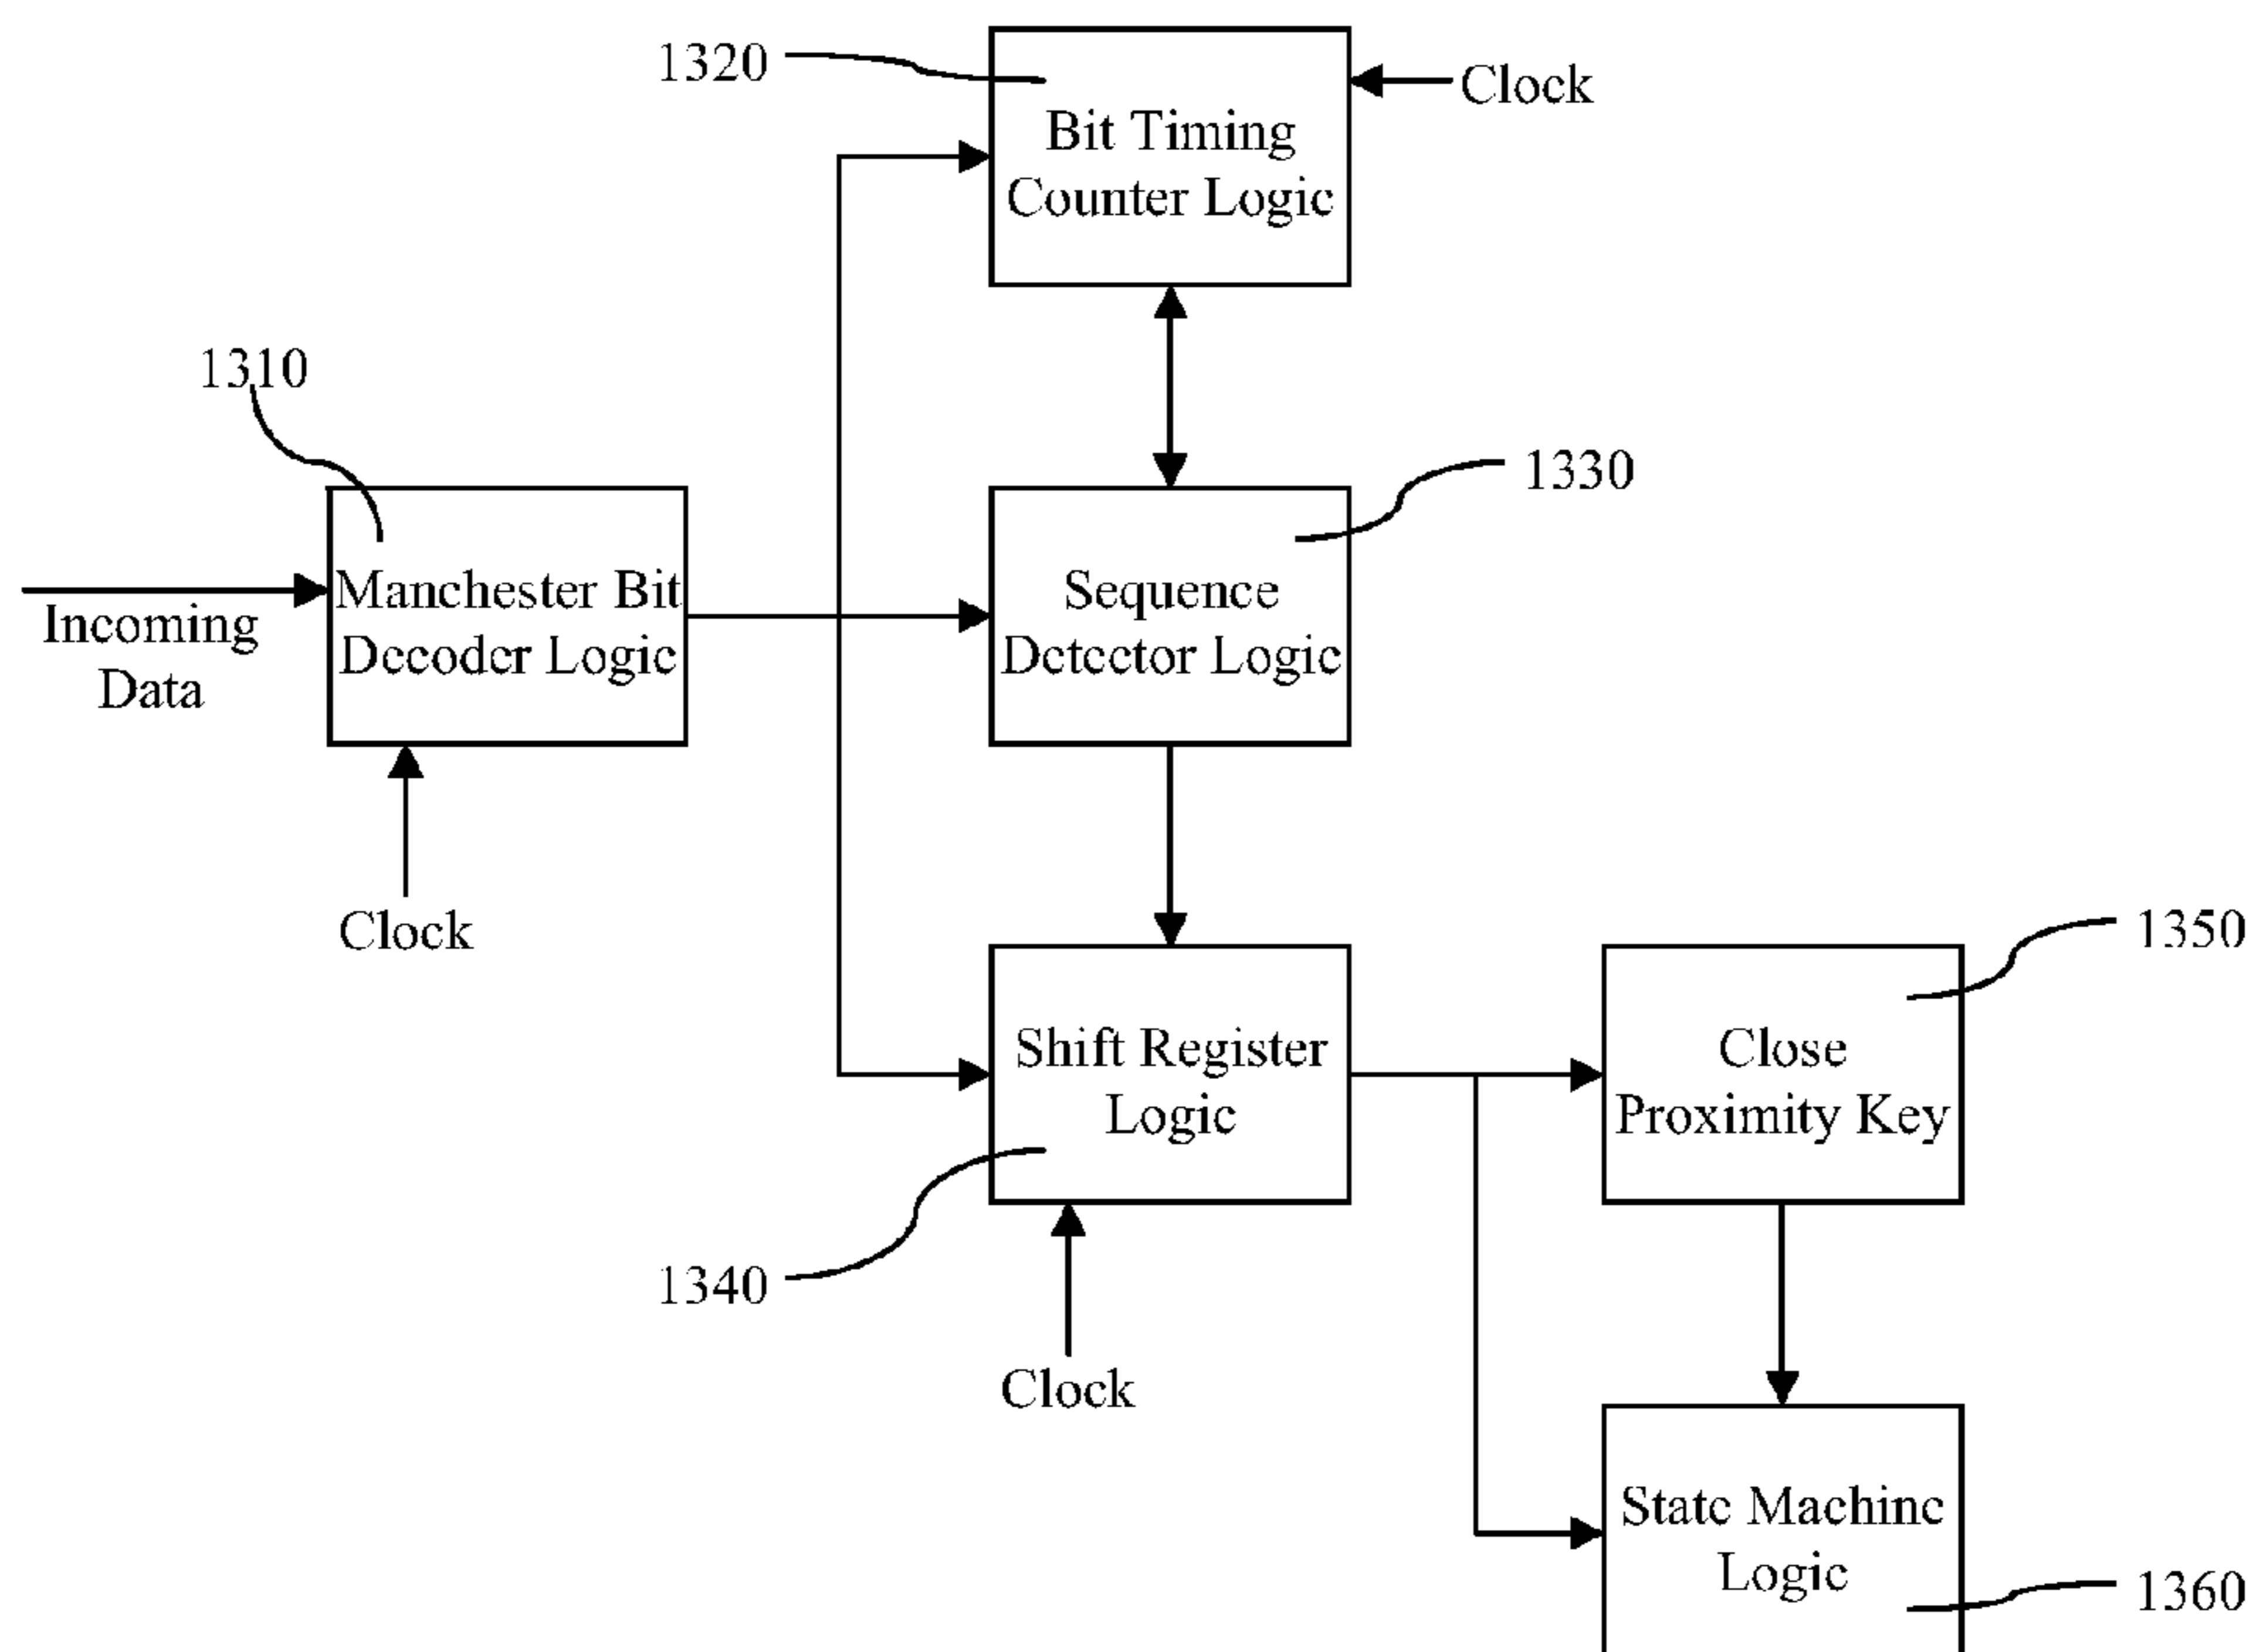 1320
Clock
Bit Timing
Counter Logic
1310
1330
Incoming
Data
Manchester Bit
Decoder Logic
Sequence
Detector Logic
Clock
1350
Shift Register
Logic
Close
Proximity Key
1340
Clock
State Machine
Logic
1360